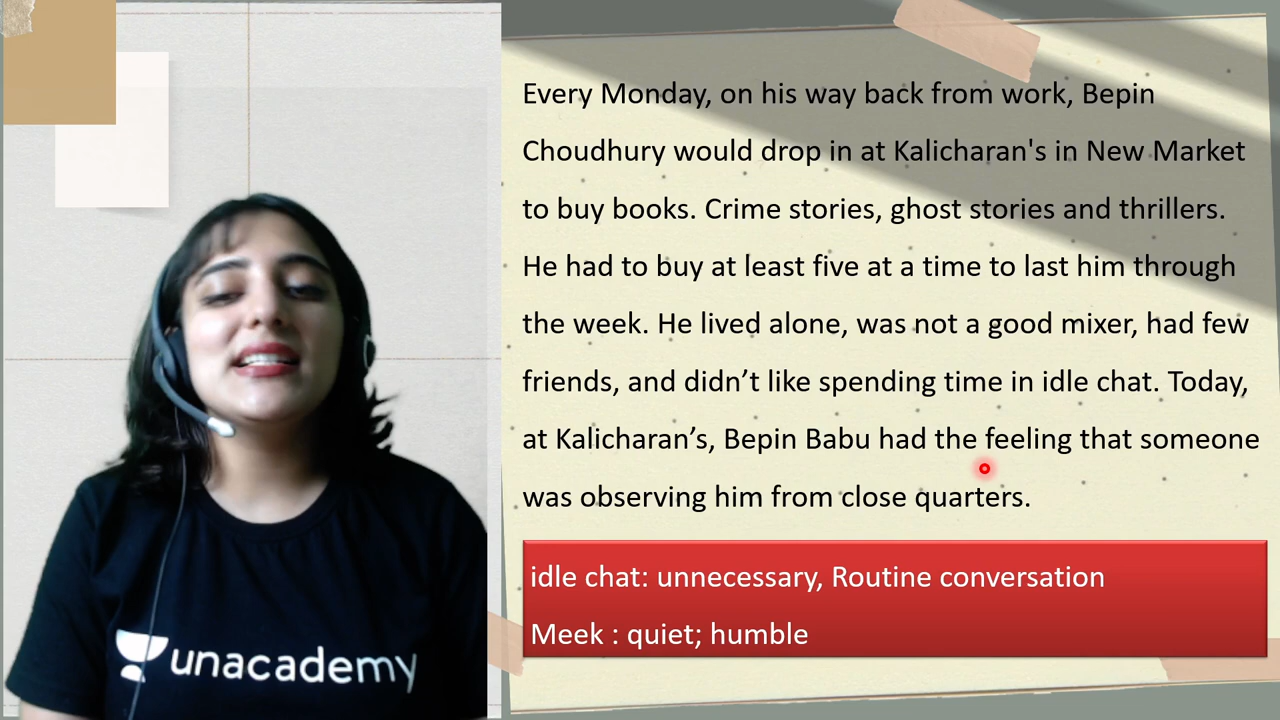 Every Monday, on his way back from work, Bepin
Choudhury would drop in at Kalicharan's in New Market
to buy books. Crime stories, ghost stories and thrillers.
He had to buy at least five at a time to last him through
the week. He lived alone, was not a good mixer, had few
friends, and didn’t like spending time in idle chat. Today,
at Kalicharan’s, Bepin Babu had the feeling that someone
was observing him from close quarters.
idle chat: unnecessary, Routine conversation
Meek : quiet; humble
unacademy